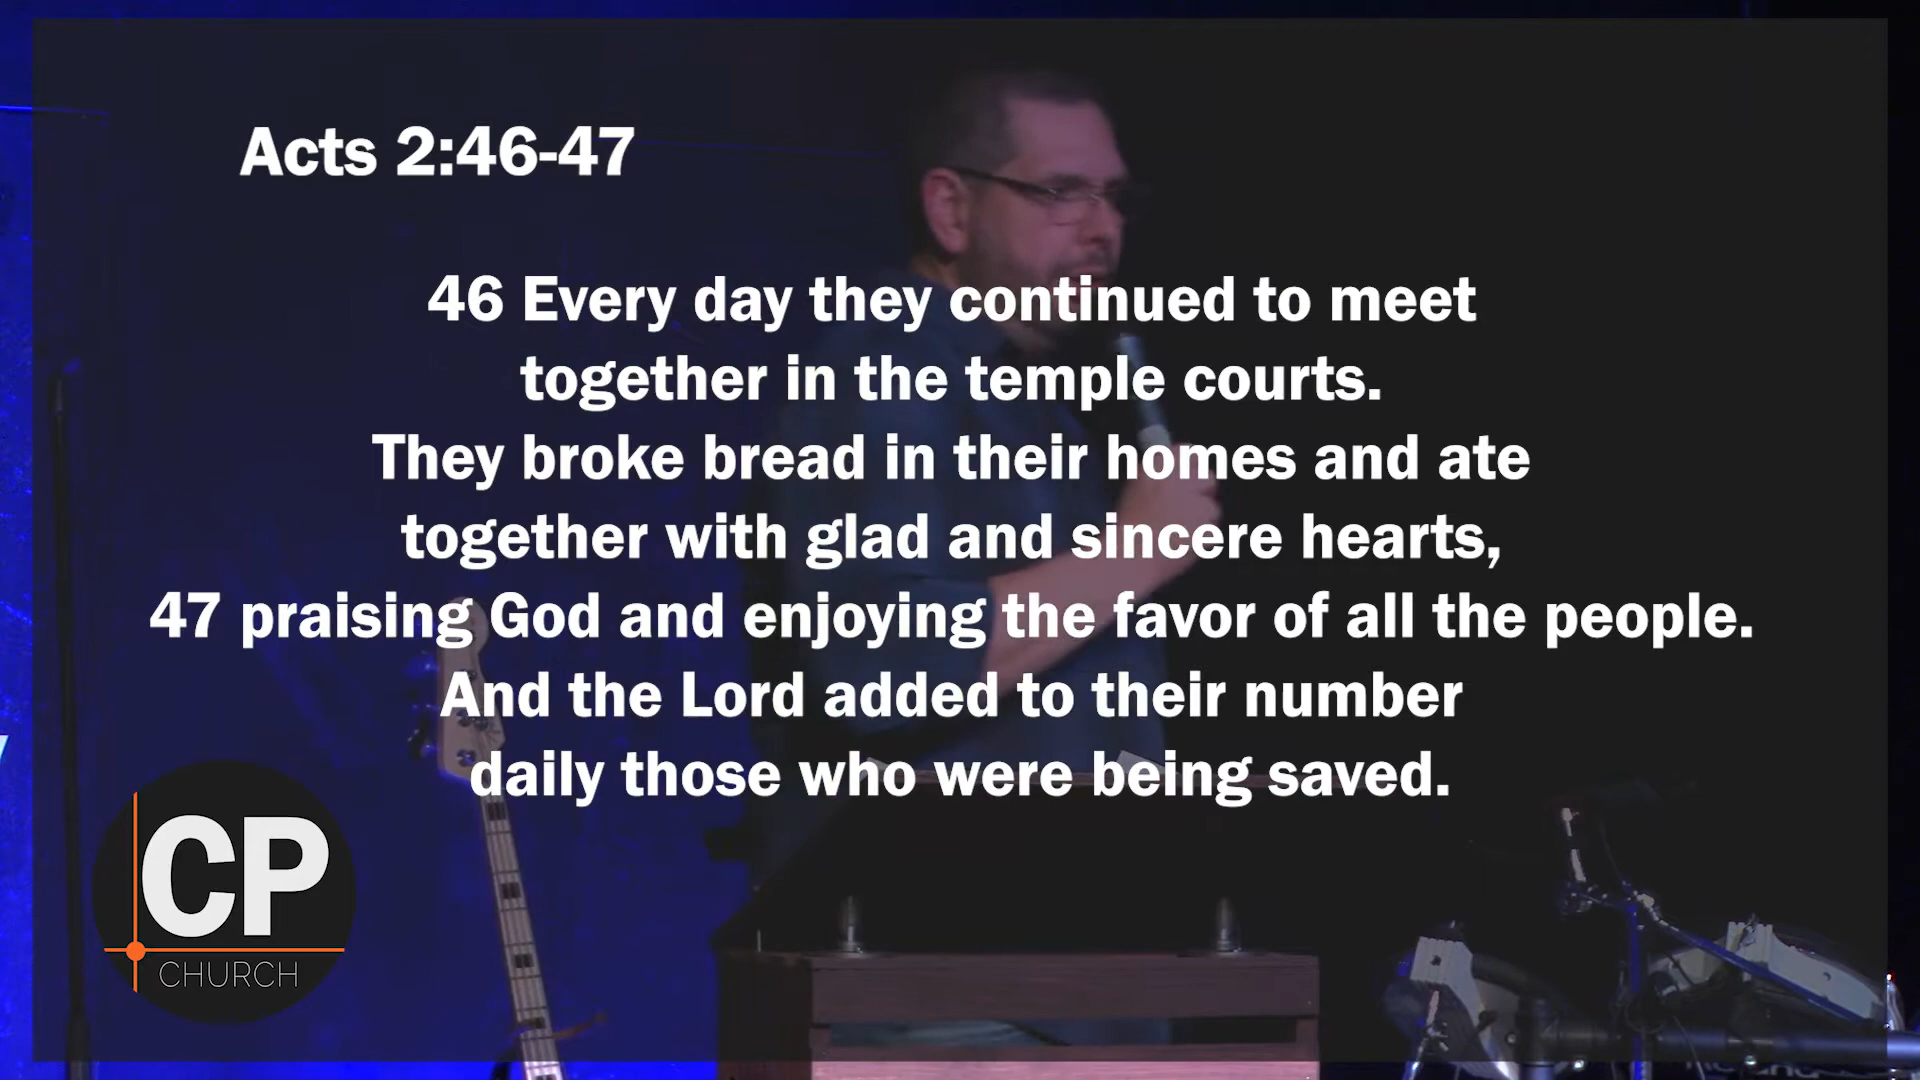 Acts 2:46-47
46 Every day they continued to meet
together in the temple courts.
They broke bread in their homes and ate
together with glad and sincere hearts,
47 praising God and enjoying the favor of all the people.
And the Lord added to their number
daily those who were being saved.
CP
CHURCH